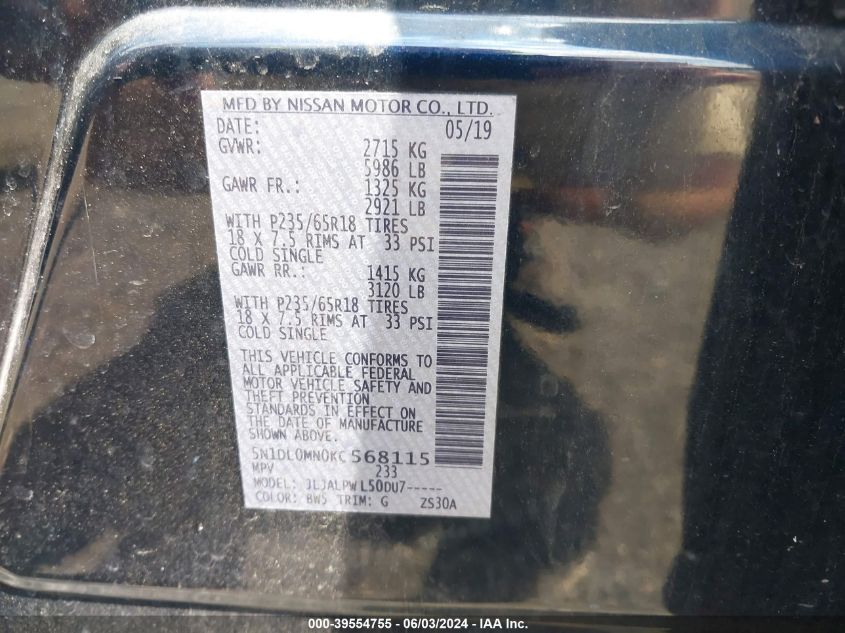 MFD BY NISSAN MOTOR CO., LTD.
DATE: 05/19
GVWR: 2715 KG
5986 LB
GAWR FR.: 1325 KG
2921 LB
WITH P235/65R18 TIRES
18 X 7.5 RIMS AT 33 PSI
COLD SINGLE
GAWR RR.: 1415 KG
3120 LB
WITH P235/65R18 TIRES
18 X 7.5 RIMS AT 33 PSI
COLD SINGLE
THIS VEHICLE CONFORMS TO
ALL APPLICABLE FEDERAL
MOTOR VEHICLE SAFETY AND
THEFT PREVENTION
STANDARDS IN EFFECT ON
THE DATE OF MANUFACTURE
SHOWN ABOVE.
5N1DL0MN0KC568115
MPV 233
MODEL: JLJALPWL50DU7-----
COLOR: BW5 TRIM: G ZS30A
000-39554755 - 06/03/2024 - IAA Inc.